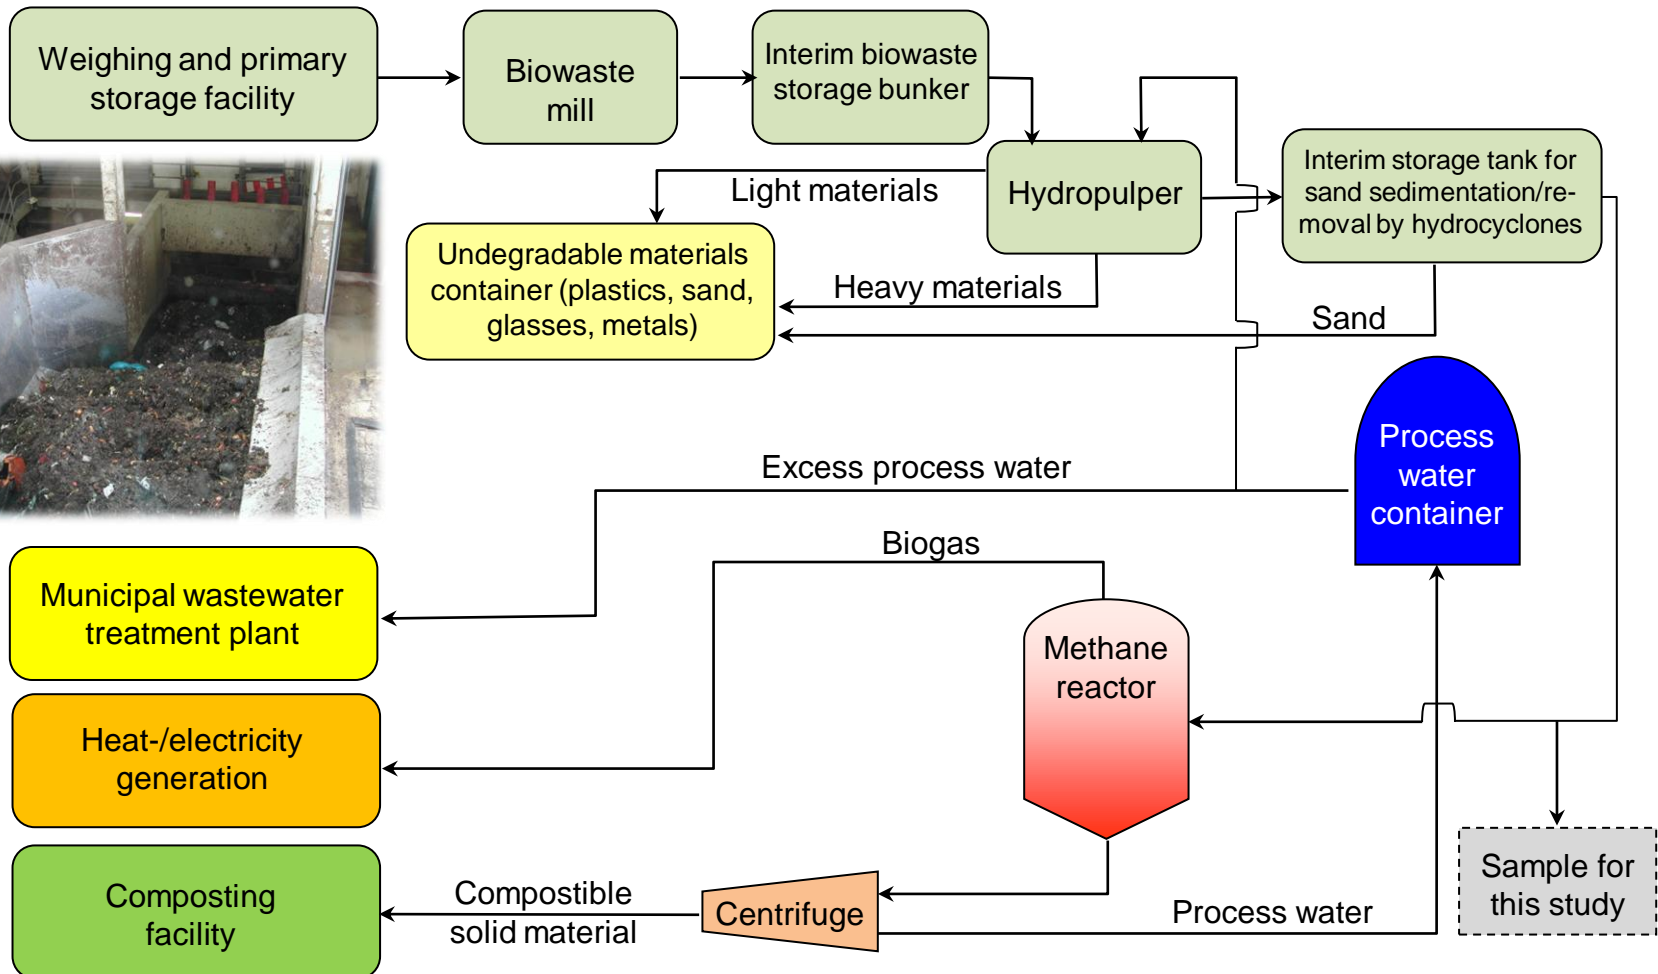 Weighing and primary
storage facility
Biowaste
mill
Interim biowaste
storage bunker
Hydropulper
Interim storage tank for
sand sedimentation/re-
moval by hydrocyclones
Light materials
Undegradable materials
container (plastics, sand,
glasses, metals)
Heavy materials
Sand
Process
water
container
Excess process water
Biogas
Municipal wastewater
treatment plant
Methane
reactor
Heat-/electricity
generation
Sample for
this study
Composting
facility
Compostible
solid material
Centrifuge
Process water